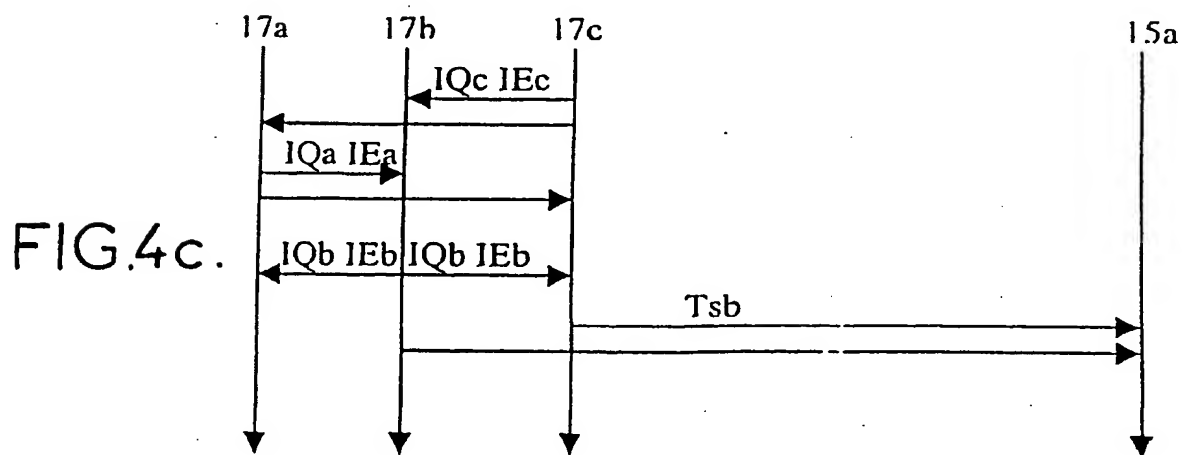 17a 17b 17c 15a
IQc IEc
IQa IEa
FIG.4c.
IQb IEb IQb IEb
Tsb